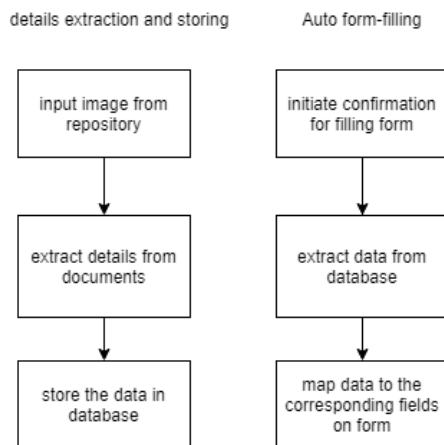 details extraction and storing
Auto form-filling
input image from
repository
initiate confirmation
for filling form
extract details from
documents
extract data from
database
store the data in
database
map data to the
corresponding fields
on form